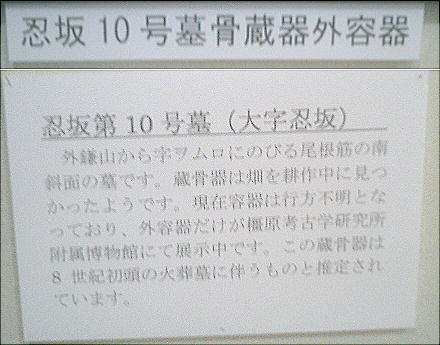 忍坂10号墓骨蔵器外容器
忍坂第10号墓（大字忍坂）
外鎌山から字ヲムロにのびる尾根筋の南
斜面の墓です。蔵骨器は畑を耕作中に見つ
かったようです。現在容器は行方不明とな
っており、外容器だけが橿原考古学研究所
附属博物館にて展示中です。この蔵骨器は
8 世紀初頭の火葬墓に伴うものと推定され
ています。